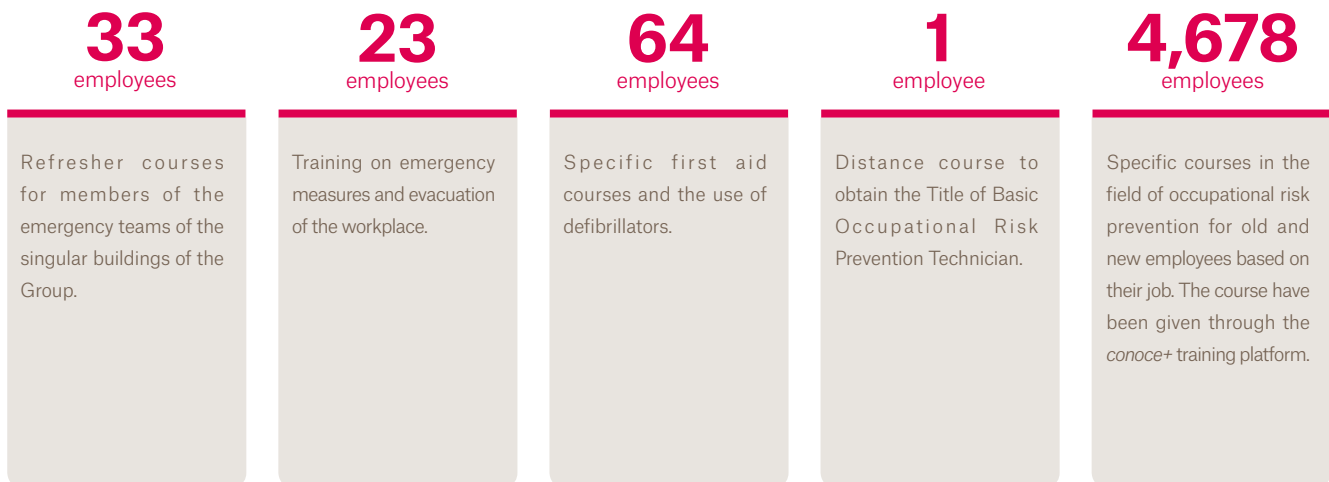 33
employees
Refresher courses
for members of the
emergency teams of the
singular buildings of the
Group.
23
employees
Training on emergency
measures and evacuation
of the workplace.
64
employees
Specific first aid
courses and the use of
defibrillators.
1
employee
Distance course to
obtain the Title of Basic
Occupational Risk
Prevention Technician.
4,678
employees
Specific courses in the
field of occupational risk
prevention for old and
new employees based on
their job. The course have
been given through the
conoce+ training platform.